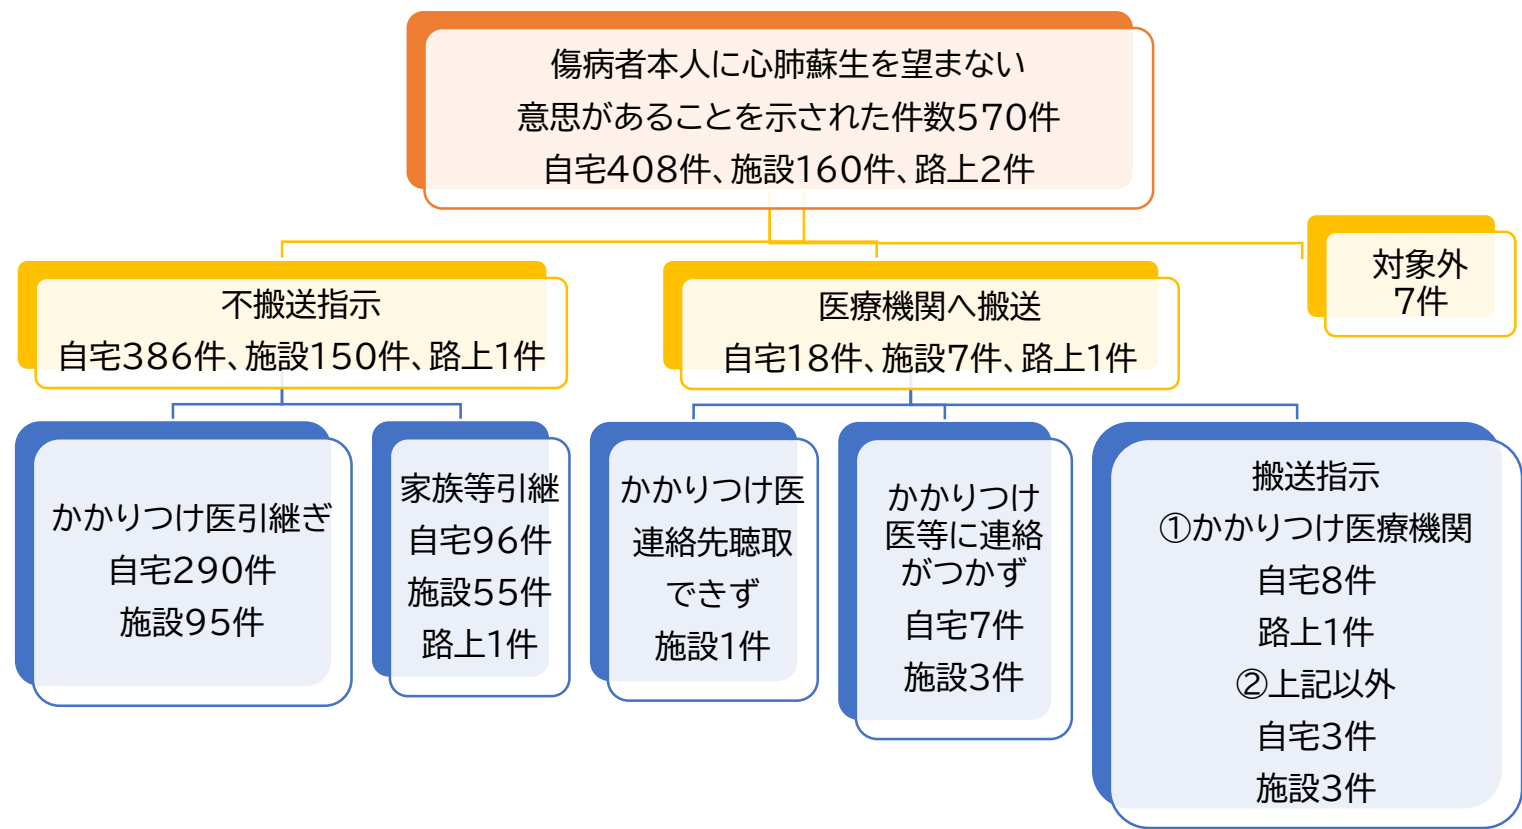 傷病者本人に心肺蘇生を望まない
意思があることを示された件数570件
自宅408件、施設160件、路上2件
対象外
7件
不搬送指示
自宅386件、施設150件、路上1件
医療機関へ搬送
自宅18件、施設7件、路上1件
かかりつけ医引継ぎ
自宅290件
施設95件
家族等引継
自宅96件
施設55件
路上1件
かかりつけ医
連絡先聴取
できず
施設1件
かかりつけ
医等に連絡
がつかず
自宅7件
施設3件
搬送指示
①かかりつけ医療機関
自宅8件
路上1件
②上記以外
自宅3件
施設3件